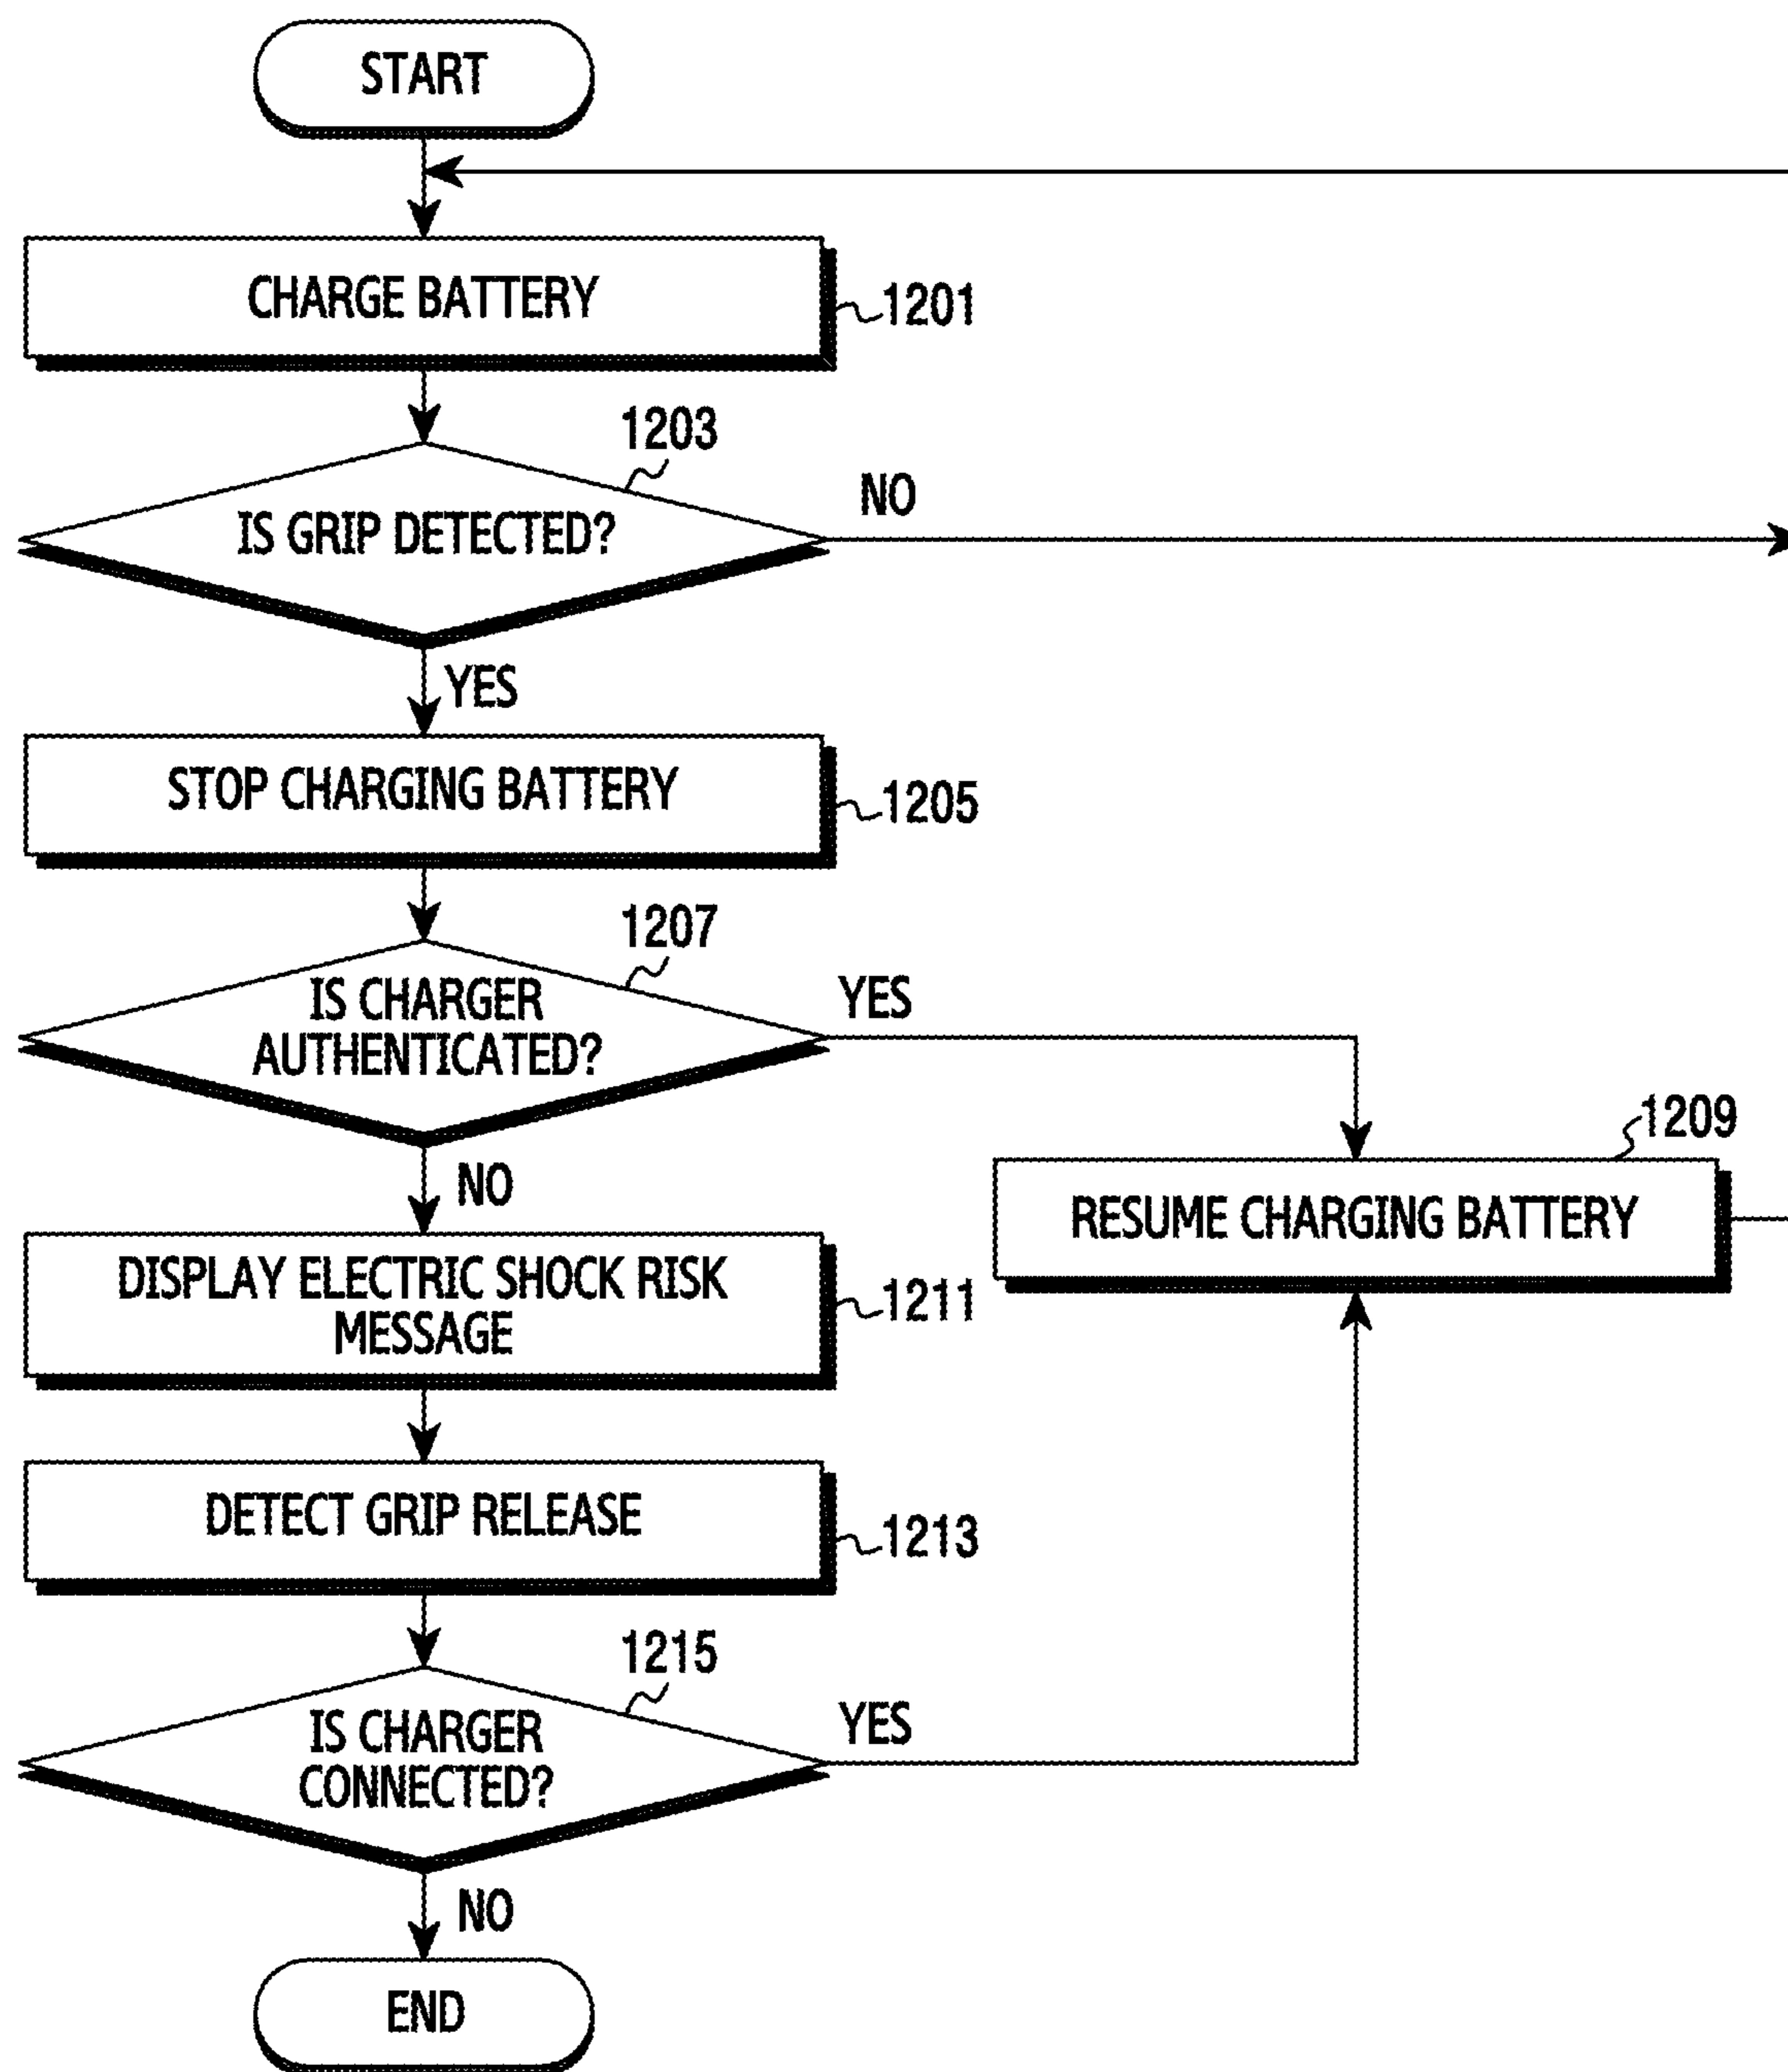 START
CHARGE BATTERY
1201
1203
IS GRIP DETECTED?
NO
YES
STOP CHARGING BATTERY
1205
1207
IS CHARGER
AUTHENTICATED?
YES
NO
1209
RESUME CHARGING BATTERY
DISPLAY ELECTRIC SHOCK RISK
MESSAGE
1211
DETECT GRIP RELEASE
1213
1215
IS CHARGER
CONNECTED?
YES
NO
END